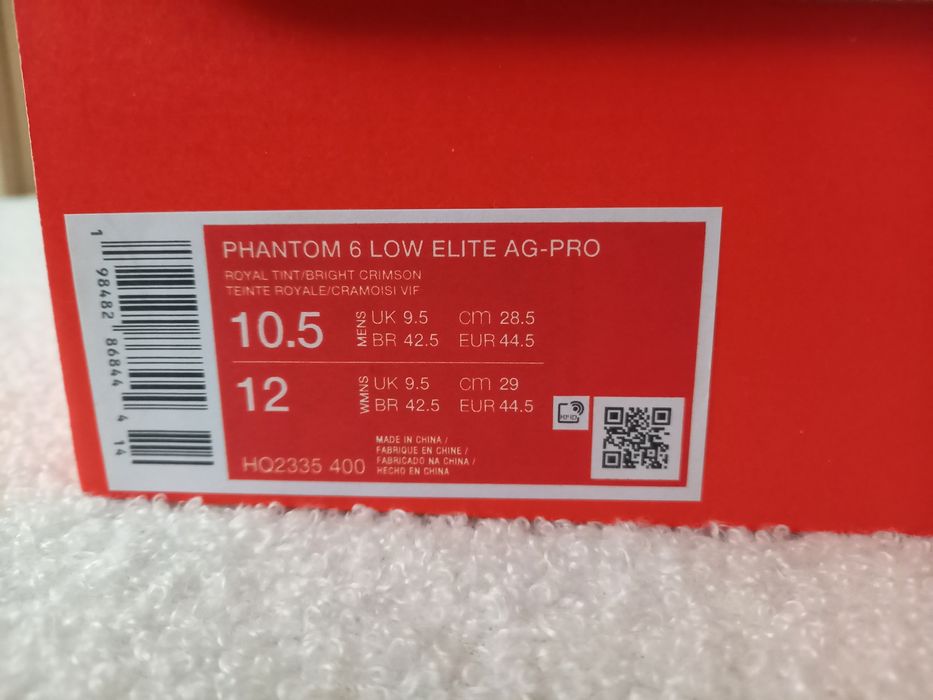 PHANTOM 6 LOW ELITE AG-PRO
ROYAL TINT/BRIGHT CRIMSON
TEINTE ROYALE/CRAMOISI VIF
10.5 MENS UK 9.5 CM 28.5
BR 42.5 EUR 44.5
12 WMNS UK 9.5 CM 29
BR 42.5 EUR 44.5
RFID
MADE IN CHINA /
FABRIQUE EN CHINE /
FABRICADO NA CHINA /
HECHO EN CHINA
HQ2335 400
1 98482 86844 4 14